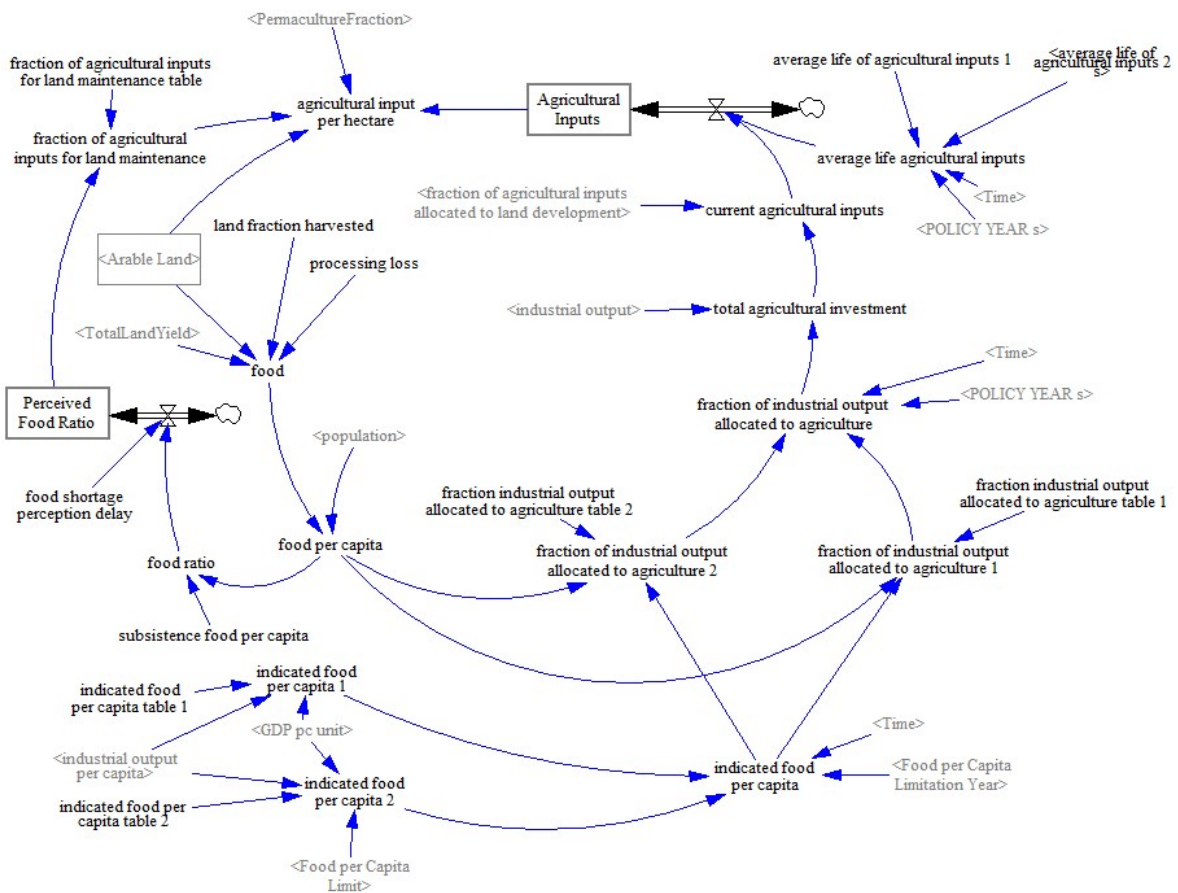 <PermacultureFraction>
fraction of agricultural inputs
for land maintenance table
agricultural input
per hectare
Agricultural
Inputs
average life of agricultural inputs 1
<average life of
agricultural inputs 2
s>
fraction of agricultural
inputs for land maintenance
average life agricultural inputs
<Time>
<POLICY YEAR s>
<fraction of agricultural inputs
allocated to land development>
current agricultural inputs
land fraction harvested
<Arable Land>
processing loss
<industrial output>
total agricultural investment
<TotalLandYield>
food
<Time>
<POLICY YEAR s>
Perceived
Food Ratio
fraction of industrial output
allocated to agriculture
<population>
food shortage
perception delay
fraction industrial output
allocated to agriculture table 2
fraction industrial output
allocated to agriculture table 1
food ratio
food per capita
fraction of industrial output
allocated to agriculture 2
fraction of industrial output
allocated to agriculture 1
subsistence food per capita
indicated food
per capita 1
indicated food
per capita table 1
<GDP pc unit>
<industrial output
per capita>
indicated food
per capita 2
indicated food per
capita table 2
<Time>
indicated food
per capita
<Food per Capita
Limitation Year>
<Food per Capita
Limit>